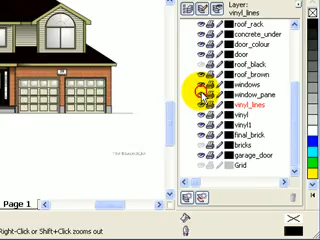 Layer:
vinyl_lines
roof_rack
concrete_under
door_colour
door
roof_black
roof_brown
windows
window_pane
vinyl_lines
vinyl
vinyl1
final_brick
bricks
garage_door
Grid
Page 1
Right-Click or Shift+Click zooms out